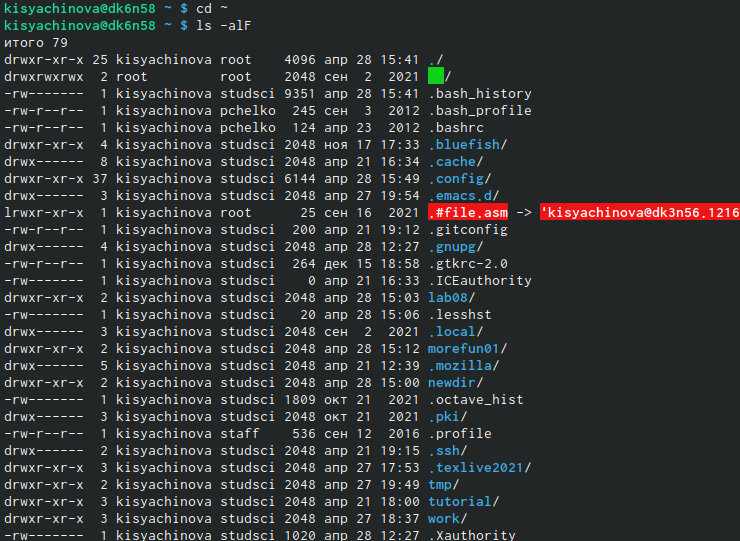 kisyachinova@dk6n58 ~ $ cd ~
kisyachinova@dk6n58 ~ $ ls -alF
итого 79
drwxr-xr-x 25 kisyachinova root    4096 апр 28 15:41 ./
drwxrwxrwx  2 root         root    2048 сен  2  2021 ../
-rw-------  1 kisyachinova studsci 9351 апр 28 15:41 .bash_history
-rw-r--r--  1 kisyachinova pchelko  245 сен  3  2012 .bash_profile
-rw-r--r--  1 kisyachinova pchelko  124 апр 23  2012 .bashrc
drwxr-xr-x  4 kisyachinova studsci 2048 ноя 17 17:33 .bluefish/
drwx------  8 kisyachinova studsci 2048 апр 21 16:34 .cache/
drwxr-xr-x 37 kisyachinova studsci 6144 апр 28 15:49 .config/
drwx------  3 kisyachinova studsci 2048 апр 27 19:54 .emacs.d/
lrwxr-xr-x  1 kisyachinova root      25 сен 16  2021 .#file.asm -> 'kisyachinova@dk3n56.1216
-rw-r--r--  1 kisyachinova studsci  200 апр 21 19:12 .gitconfig
drwx------  4 kisyachinova studsci 2048 апр 28 12:27 .gnupg/
-rw-r--r--  1 kisyachinova studsci  264 дек 15 18:58 .gtkrc-2.0
-rw-------  1 kisyachinova studsci    0 апр 21 16:33 .ICEauthority
drwxr-xr-x  2 kisyachinova studsci 2048 апр 28 15:03 lab08/
-rw-------  1 kisyachinova studsci   20 апр 28 15:06 .lesshst
drwx------  3 kisyachinova studsci 2048 сен  2  2021 .local/
drwxr-xr-x  2 kisyachinova studsci 2048 апр 28 15:12 morefun01/
drwx------  5 kisyachinova studsci 2048 апр 21 12:39 .mozilla/
drwxr-xr-x  2 kisyachinova studsci 2048 апр 28 15:00 newdir/
-rw-------  1 kisyachinova studsci 1809 окт 21  2021 .octave_hist
drwx------  3 kisyachinova studsci 2048 окт 21  2021 .pki/
-rw-r--r--  1 kisyachinova staff    536 сен 12  2016 .profile
drwx------  2 kisyachinova studsci 2048 апр 21 19:15 .ssh/
drwxr-xr-x  3 kisyachinova studsci 2048 апр 27 17:53 .texlive2021/
drwxr-xr-x  2 kisyachinova studsci 2048 апр 27 19:49 tmp/
drwxr-xr-x  3 kisyachinova studsci 2048 апр 21 18:00 tutorial/
drwxr-xr-x  3 kisyachinova studsci 2048 апр 27 18:37 work/
-rw-------  1 kisyachinova studsci 1020 апр 28 12:27 .Xauthority